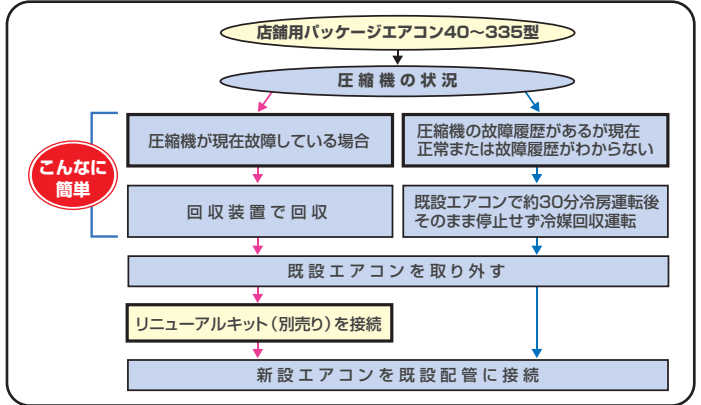 店舗用パッケージエアコン40～335型
圧縮機の状況
圧縮機が現在故障している場合
圧縮機の故障履歴があるが現在
正常または故障履歴がわからない
こんなに
簡単
回収装置で回収
既設エアコンで約30分冷房運転後
そのまま停止せず冷媒回収運転
既設エアコンを取り外す
リニューアルキット（別売り）を接続
新設エアコンを既設配管に接続